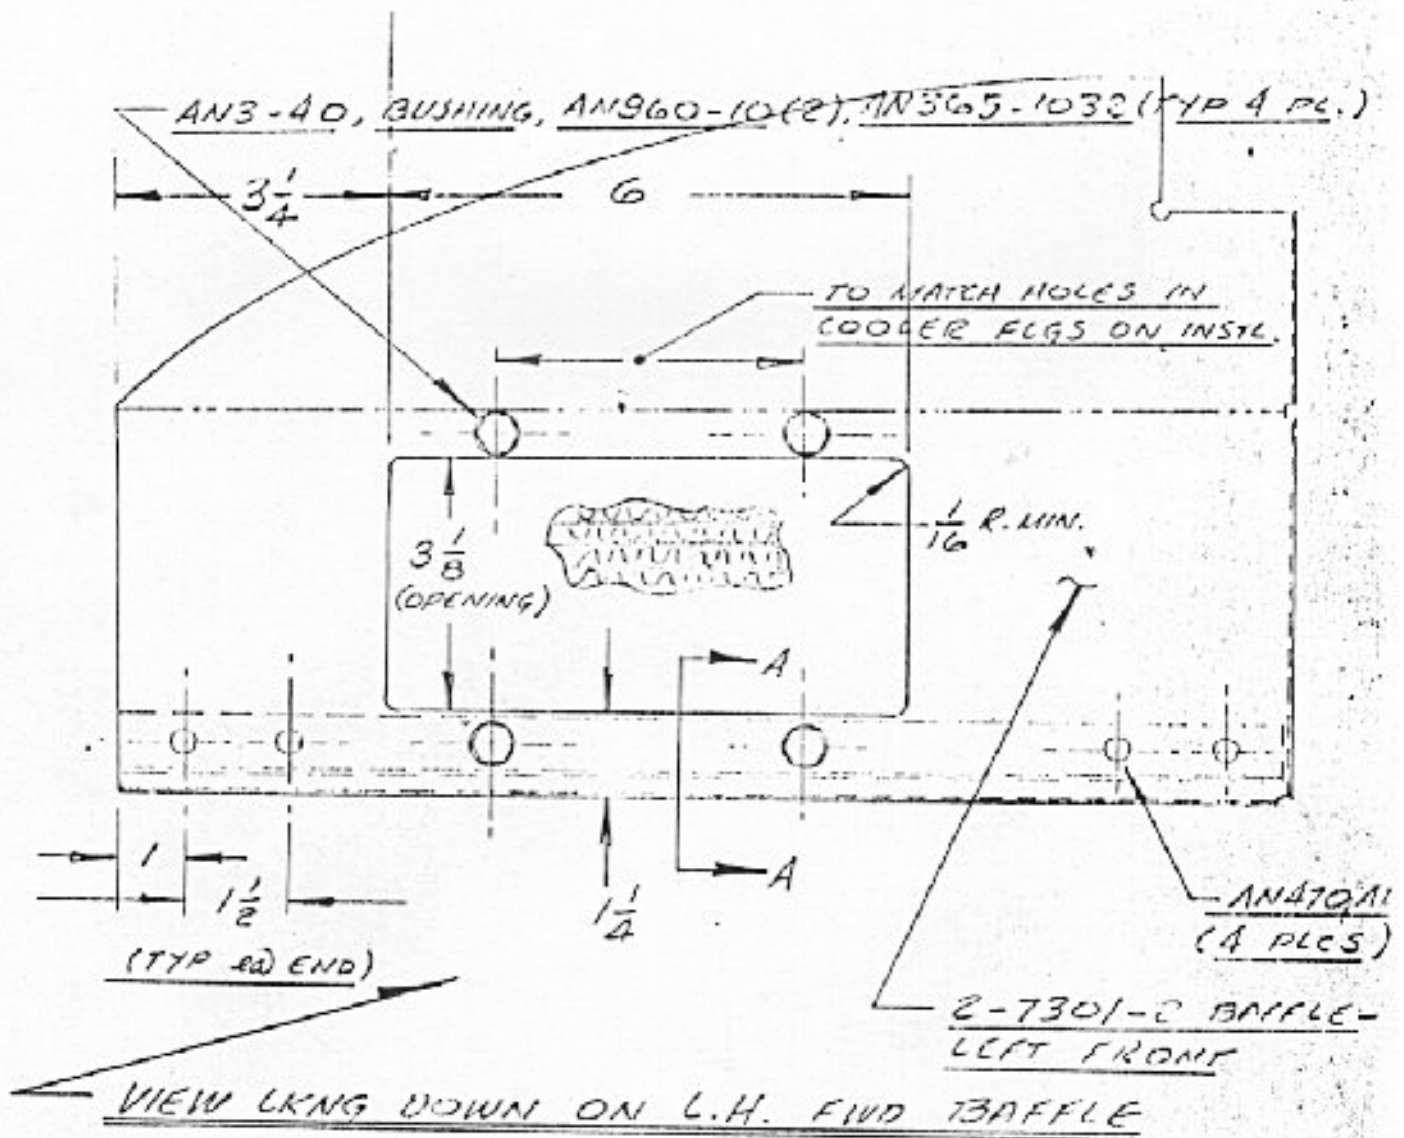 AN3-40, BUSHING, AN960-10(2), AN365-1032 (TYP 4 PL.)
3 1/4
6
TO MATCH HOLES IN
COOLER FLGS ON INSTL.
3 1/8
(OPENING)
1/16 R. MIN.
A
A
1
1 1/2
1 1/4
(TYP ea END)
AN470A1
(4 PLCS)
2-7301-2 BAFFLE-
LEFT FRONT
VIEW LKNG DOWN ON L.H. FWD BAFFLE